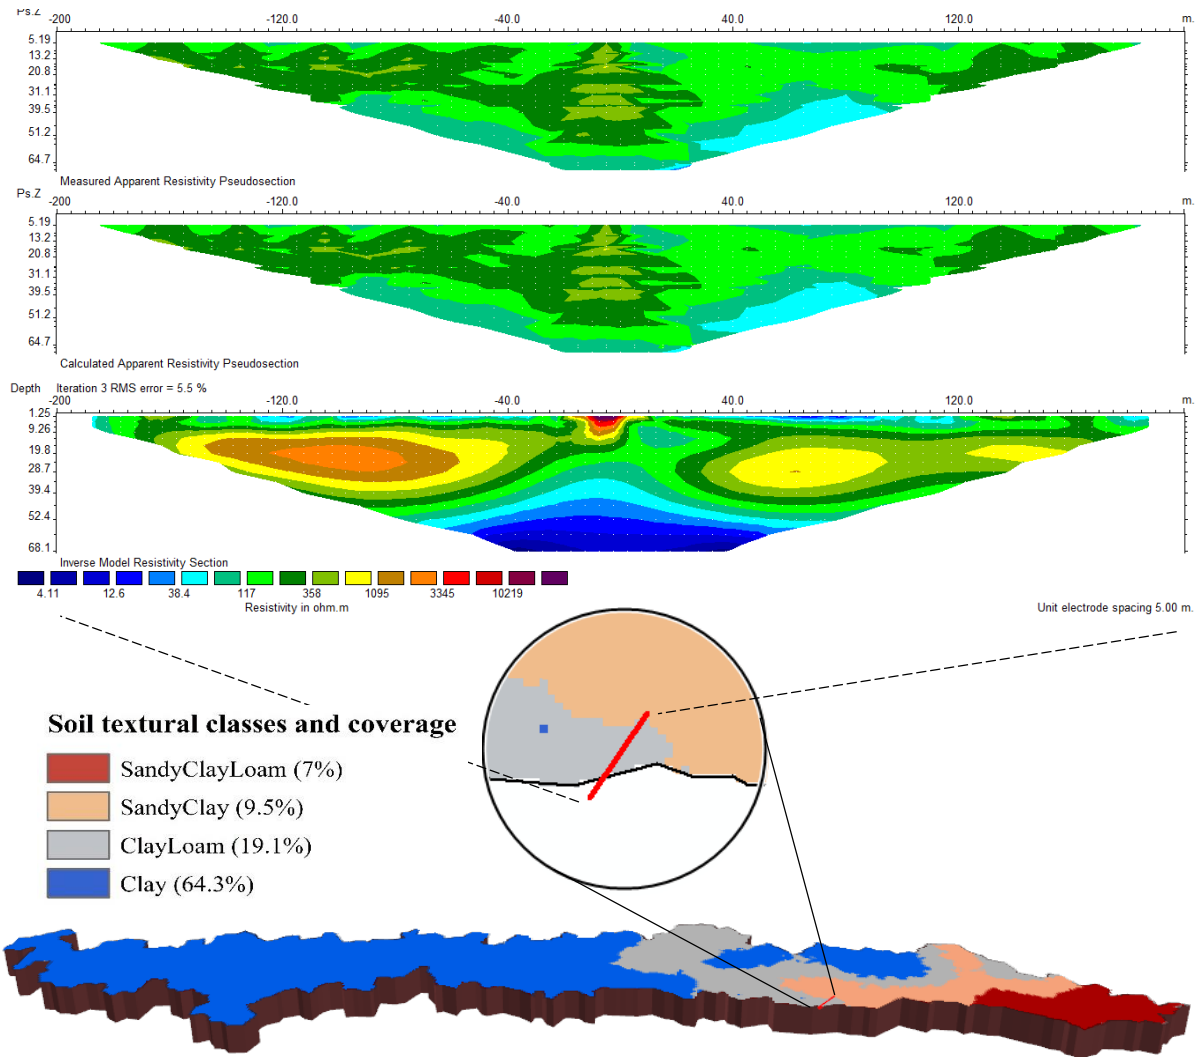 Ps.Z
-200 -120.0 -40.0 40.0 120.0 m.
5.19
13.2
20.8
31.1
39.5
51.2
64.7
Measured Apparent Resistivity Pseudosection
Ps.Z
-200 -120.0 -40.0 40.0 120.0 m.
5.19
13.2
20.8
31.1
39.5
51.2
64.7
Calculated Apparent Resistivity Pseudosection
Depth Iteration 3 RMS error = 5.5 %
-200 -120.0 -40.0 40.0 120.0 m.
1.25
9.26
19.8
28.7
39.4
52.4
68.1
Inverse Model Resistivity Section
4.11 12.6 38.4 117 358 1095 3345 10219
Resistivity in ohm.m
Unit electrode spacing 5.00 m.
Soil textural classes and coverage
SandyClayLoam (7%)
SandyClay (9.5%)
ClayLoam (19.1%)
Clay (64.3%)